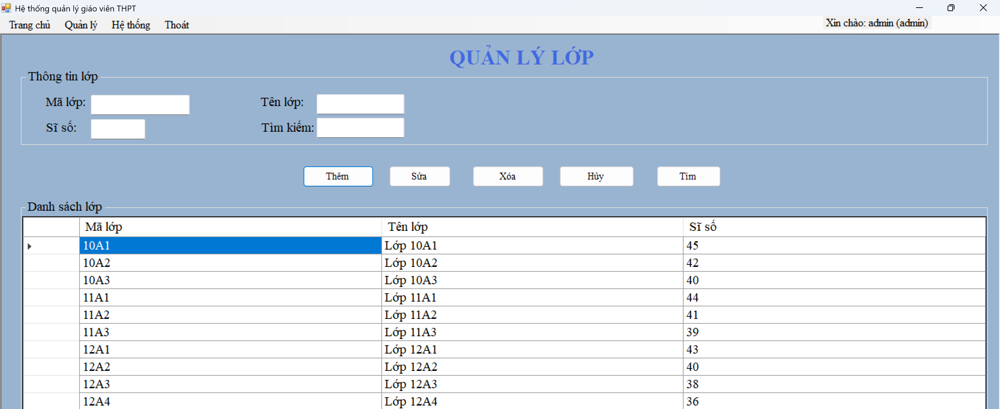 Hệ thống quản lý giáo viên THPT
Trang chủ Quản lý Hệ thống Thoát Xin chào: admin (admin)
QUẢN LÝ LỚP
Thông tin lớp
Mã lớp: Tên lớp:
Sĩ số: Tìm kiếm:
Thêm Sửa Xóa Hủy Tìm
Danh sách lớp
Mã lớp Tên lớp Sĩ số
10A1 Lớp 10A1 45
10A2 Lớp 10A2 42
10A3 Lớp 10A3 40
11A1 Lớp 11A1 44
11A2 Lớp 11A2 41
11A3 Lớp 11A3 39
12A1 Lớp 12A1 43
12A2 Lớp 12A2 40
12A3 Lớp 12A3 38
12A4 Lớp 12A4 36